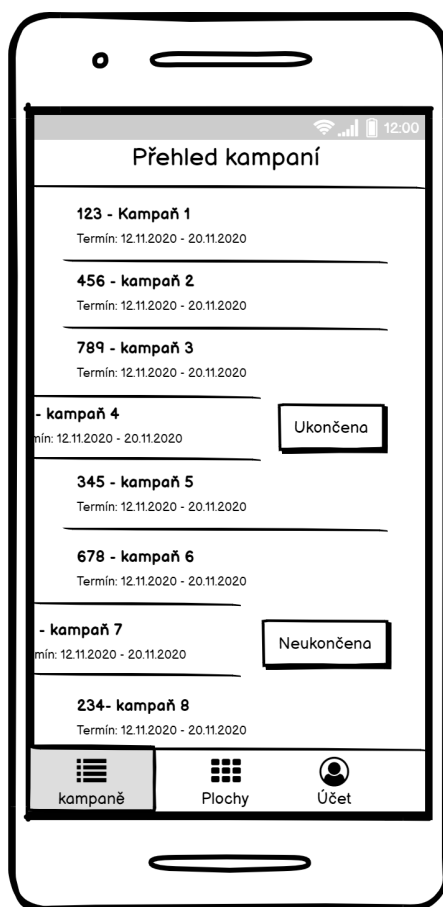 12:00
Přehled kampaní
123 - Kampaň 1
Termín: 12.11.2020 - 20.11.2020
456 - kampaň 2
Termín: 12.11.2020 - 20.11.2020
789 - kampaň 3
Termín: 12.11.2020 - 20.11.2020
- kampaň 4
mín: 12.11.2020 - 20.11.2020
Ukončena
345 - kampaň 5
Termín: 12.11.2020 - 20.11.2020
678 - kampaň 6
Termín: 12.11.2020 - 20.11.2020
- kampaň 7
mín: 12.11.2020 - 20.11.2020
Neukončena
234- kampaň 8
Termín: 12.11.2020 - 20.11.2020
kampaně Plochy Účet